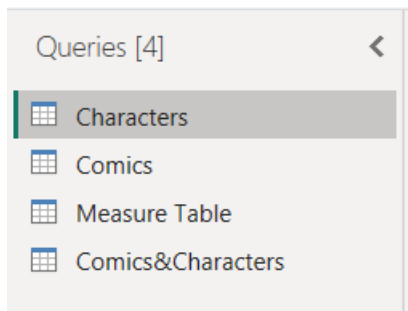 Queries [4]
Characters
Comics
Measure Table
Comics&Characters